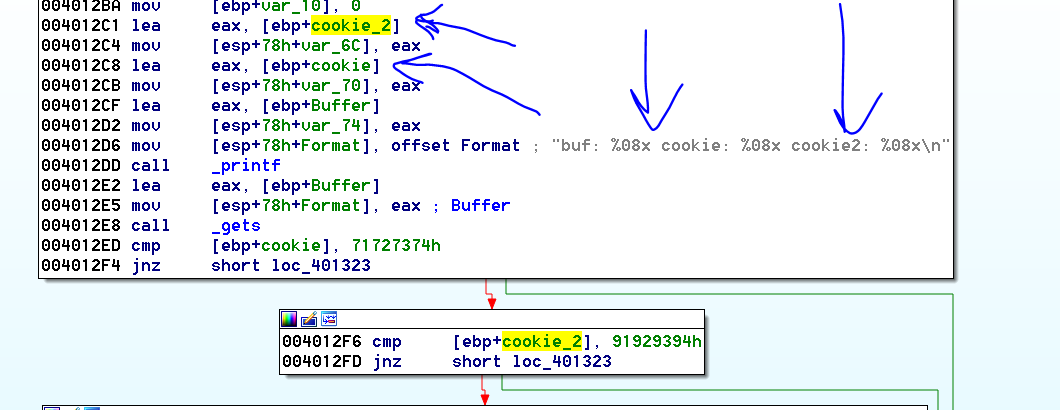 004012BA mov [ebp+var_10], 0
004012C1 lea eax, [ebp+cookie_2]
004012C4 mov [esp+78h+var_6C], eax
004012C8 lea eax, [ebp+cookie]
004012CB mov [esp+78h+var_70], eax
004012CF lea eax, [ebp+Buffer]
004012D2 mov [esp+78h+var_74], eax
004012D6 mov [esp+78h+Format], offset Format ; "buf: %08x cookie: %08x cookie2: %08x\n"
004012DD call _printf
004012E2 lea eax, [ebp+Buffer]
004012E5 mov [esp+78h+Format], eax ; Buffer
004012E8 call _gets
004012ED cmp [ebp+cookie], 71727374h
004012F4 jnz short loc_401323
004012F6 cmp [ebp+cookie_2], 91929394h
004012FD jnz short loc_401323